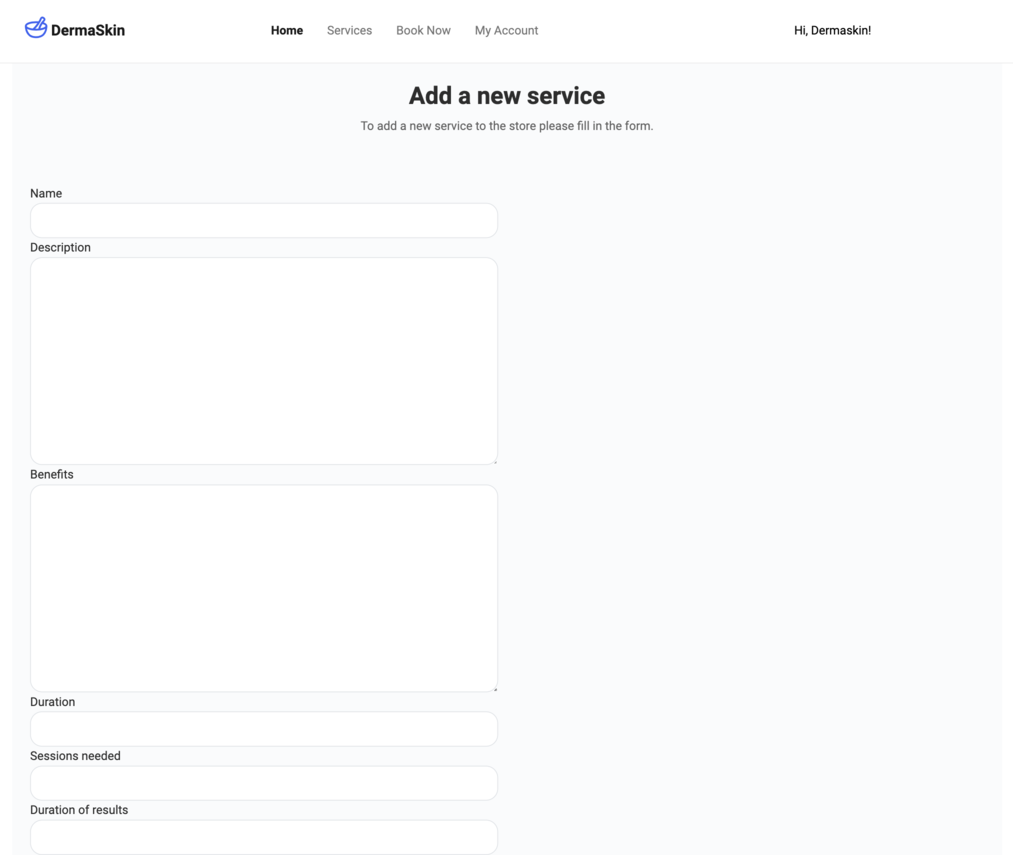 DermaSkin
Home Services Book Now My Account
Hi, Dermaskin!
Add a new service
To add a new service to the store please fill in the form.
Name
Description
Benefits
Duration
Sessions needed
Duration of results